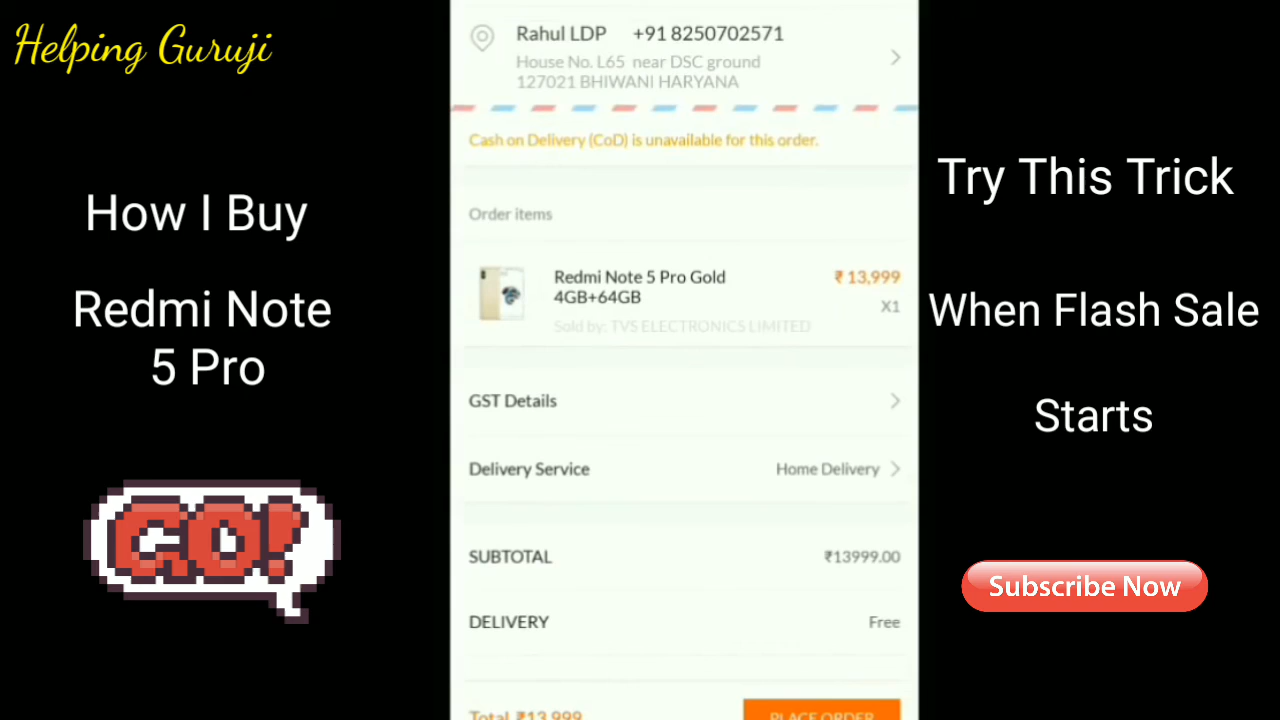 Helping Guruji
How I Buy
Redmi Note
5 Pro
GO!
Rahul LDP +91 8250702571
House No. L65 near DSC ground
127021 BHIWANI HARYANA
Cash on Delivery (CoD) is unavailable for this order.
Order items
Redmi Note 5 Pro Gold ₹ 13,999
4GB+64GB X1
Sold by: TVS ELECTRONICS LIMITED
GST Details
Delivery Service Home Delivery
SUBTOTAL ₹13999.00
DELIVERY Free
Total ₹13,999 PLACE ORDER
Try This Trick
When Flash Sale
Starts
Subscribe Now